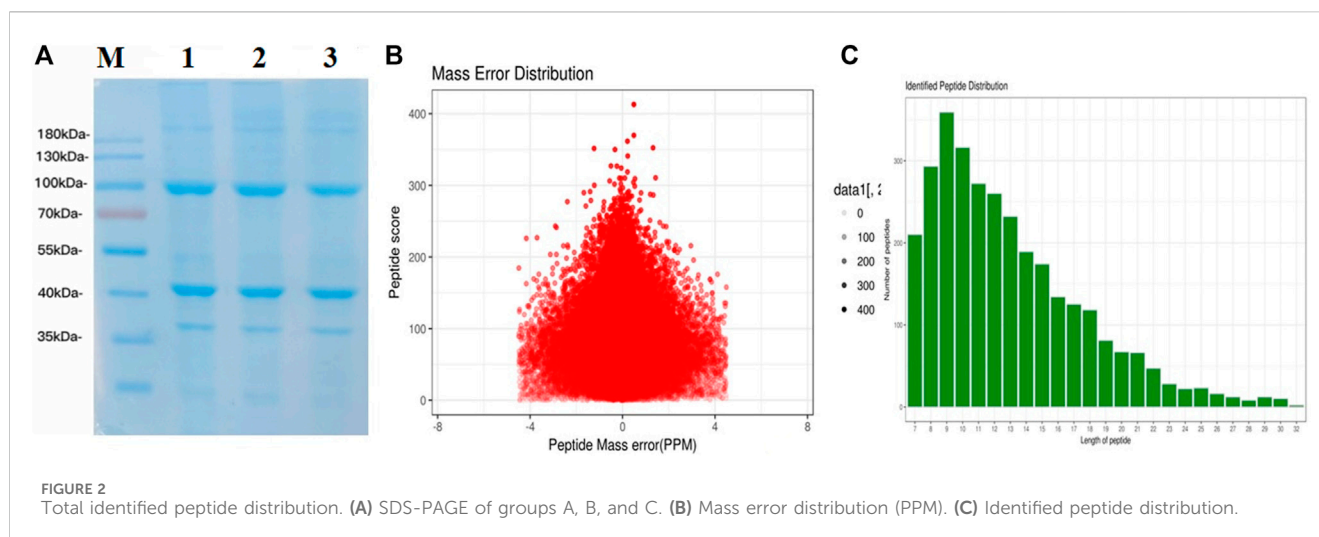 A
M 1 2 3
180kDa-
130kDa-
100kDa-
70kDa-
55kDa-
40kDa-
35kDa-
B
Mass Error Distribution
Peptide score
400
300
200
100
0
-8 -4 0 4 8
Peptide Mass error(PPM)
data1[, 2
0
100
200
300
400
C
Identified Peptide Distribution
Number of peptides
300
200
100
0
7 8 9 10 11 12 13 14 15 16 17 18 19 20 21 22 23 24 25 26 27 28 29 30 32
Length of peptide
FIGURE 2
Total identified peptide distribution. (A) SDS-PAGE of groups A, B, and C. (B) Mass error distribution (PPM). (C) Identified peptide distribution.